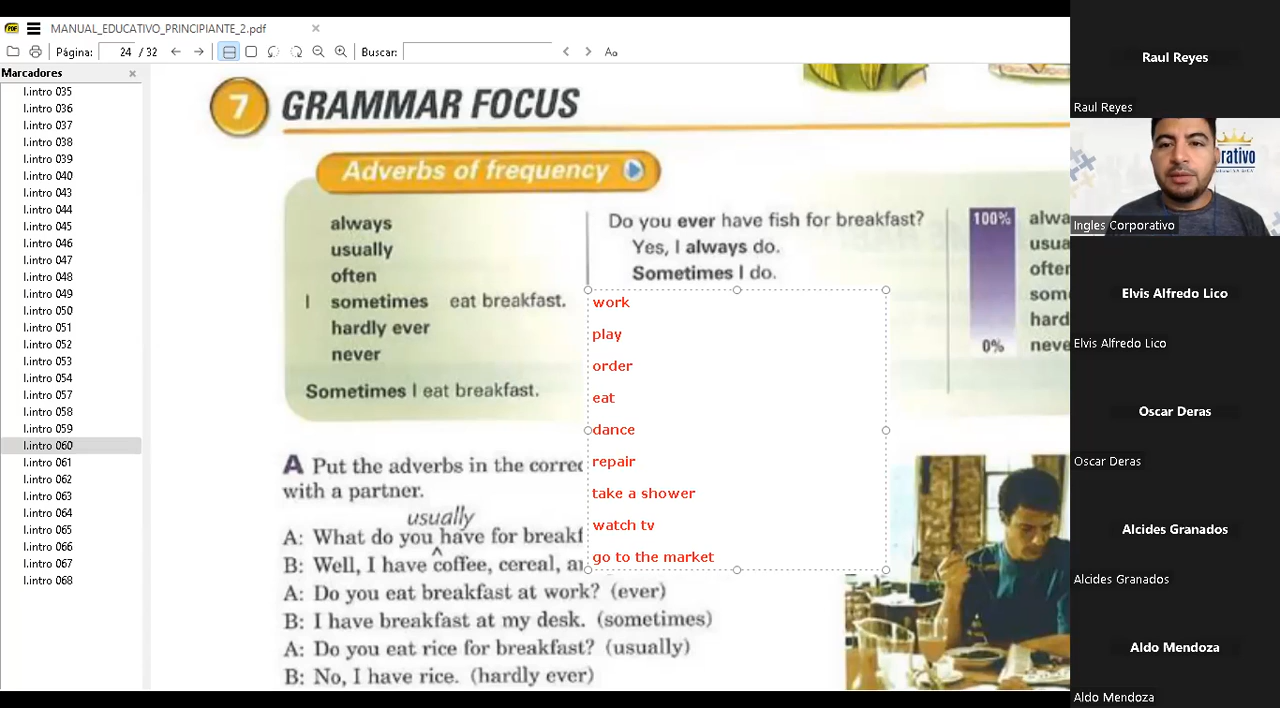 MANUAL_EDUCATIVO_PRINCIPIANTE_2.pdf
Página: 24 / 32 Buscar: Aa
Marcadores
I.intro 035
I.intro 036
I.intro 037
I.intro 038
I.intro 039
I.intro 040
I.intro 043
I.intro 044
I.intro 045
I.intro 046
I.intro 047
I.intro 048
I.intro 049
I.intro 050
I.intro 051
I.intro 052
I.intro 053
I.intro 054
I.intro 057
I.intro 058
I.intro 059
I.intro 060
I.intro 061
I.intro 062
I.intro 063
I.intro 064
I.intro 065
I.intro 066
I.intro 067
I.intro 068
7 GRAMMAR FOCUS
Adverbs of frequency
always
usually
often
I sometimes eat breakfast.
hardly ever
never
Sometimes I eat breakfast.
Do you ever have fish for breakfast?
Yes, I always do.
Sometimes I do.
work
play
order
eat
dance
repair
take a shower
watch tv
go to the market
100% alwa
usua
often
som
hard
0% neve
A Put the adverbs in the correc
with a partner.
usually
A: What do you have for breakf
B: Well, I have coffee, cereal, a
A: Do you eat breakfast at work? (ever)
B: I have breakfast at my desk. (sometimes)
A: Do you eat rice for breakfast? (usually)
B: No, I have rice. (hardly ever)
Raul Reyes
Raul Reyes
orativo
Ingles Corporativo
Elvis Alfredo Lico
Elvis Alfredo Lico
Oscar Deras
Oscar Deras
Alcides Granados
Alcides Granados
Aldo Mendoza
Aldo Mendoza